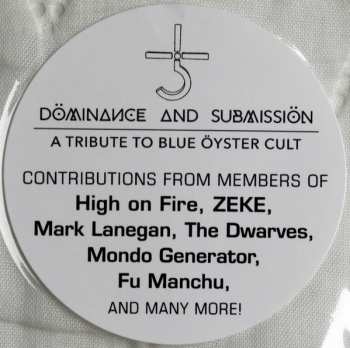 DÖMINANCE AND SUBMISSIÖN
A TRIBUTE TO BLUE ÖYSTER CULT
CONTRIBUTIONS FROM MEMBERS OF
High on Fire, ZEKE,
Mark Lanegan, The Dwarves,
Mondo Generator,
Fu Manchu,
AND MANY MORE!